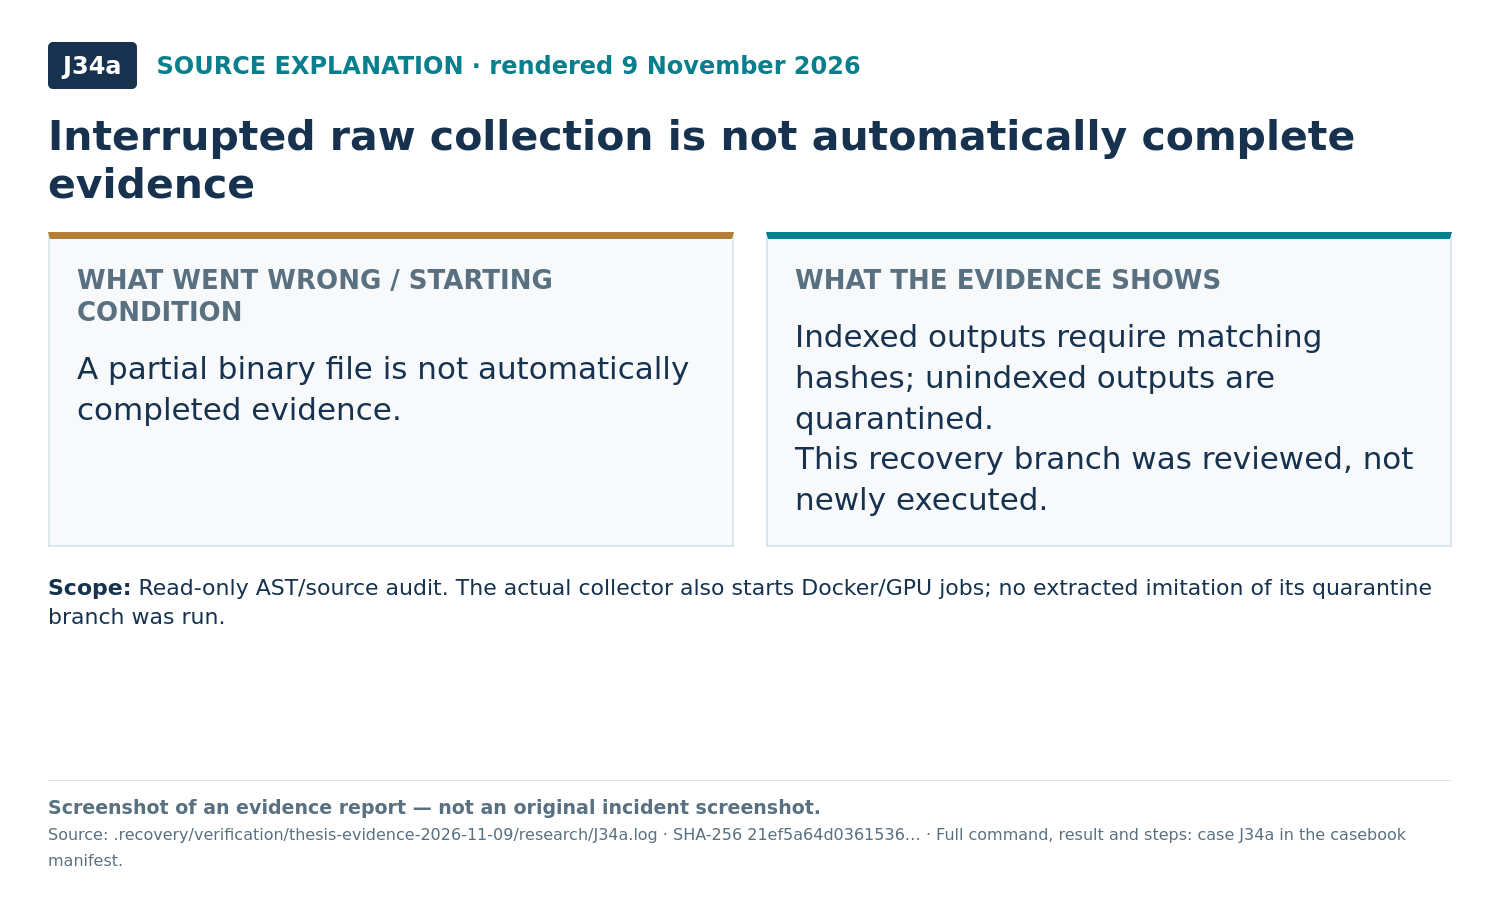 J34a SOURCE EXPLANATION · rendered 9 November 2026
Interrupted raw collection is not automatically complete
evidence
WHAT WENT WRONG / STARTING
CONDITION
A partial binary file is not automatically
completed evidence.
WHAT THE EVIDENCE SHOWS
Indexed outputs require matching
hashes; unindexed outputs are
quarantined.
This recovery branch was reviewed, not
newly executed.
Scope: Read-only AST/source audit. The actual collector also starts Docker/GPU jobs; no extracted imitation of its quarantine
branch was run.
Screenshot of an evidence report — not an original incident screenshot.
Source: .recovery/verification/thesis-evidence-2026-11-09/research/J34a.log · SHA-256 21ef5a64d0361536… · Full command, result and steps: case J34a in the casebook
manifest.